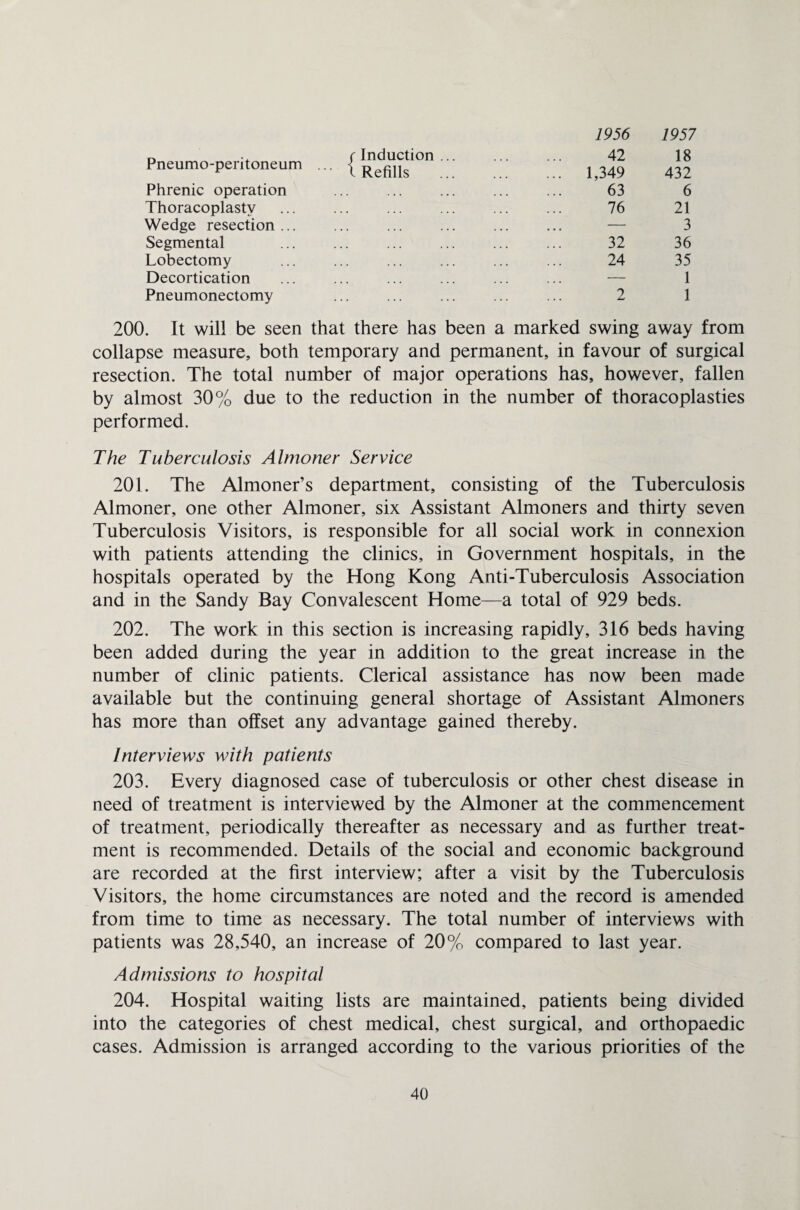 1956 1957
Pneumo-peritoneum ... { Induction ... ... ... 42 18
Refills ... ... ... 1,349 432
Phrenic operation ... ... ... ... ... 63 6
Thoracoplasty ... ... ... ... ... ... 76 21
Wedge resection ... ... ... ... ... ... — 3
Segmental ... ... ... ... ... ... 32 36
Lobectomy ... ... ... ... ... ... 24 35
Decortication ... ... ... ... ... ... — 1
Pneumonectomy ... ... ... ... ... 2 1
200. It will be seen that there has been a marked swing away from
collapse measure, both temporary and permanent, in favour of surgical
resection. The total number of major operations has, however, fallen
by almost 30% due to the reduction in the number of thoracoplasties
performed.
The Tuberculosis Almoner Service
201. The Almoner's department, consisting of the Tuberculosis
Almoner, one other Almoner, six Assistant Almoners and thirty seven
Tuberculosis Visitors, is responsible for all social work in connexion
with patients attending the clinics, in Government hospitals, in the
hospitals operated by the Hong Kong Anti-Tuberculosis Association
and in the Sandy Bay Convalescent Home—a total of 929 beds.
202. The work in this section is increasing rapidly, 316 beds having
been added during the year in addition to the great increase in the
number of clinic patients. Clerical assistance has now been made
available but the continuing general shortage of Assistant Almoners
has more than offset any advantage gained thereby.
Interviews with patients
203. Every diagnosed case of tuberculosis or other chest disease in
need of treatment is interviewed by the Almoner at the commencement
of treatment, periodically thereafter as necessary and as further treat-
ment is recommended. Details of the social and economic background
are recorded at the first interview; after a visit by the Tuberculosis
Visitors, the home circumstances are noted and the record is amended
from time to time as necessary. The total number of interviews with
patients was 28,540, an increase of 20% compared to last year.
Admissions to hospital
204. Hospital waiting lists are maintained, patients being divided
into the categories of chest medical, chest surgical, and orthopaedic
cases. Admission is arranged according to the various priorities of the
40